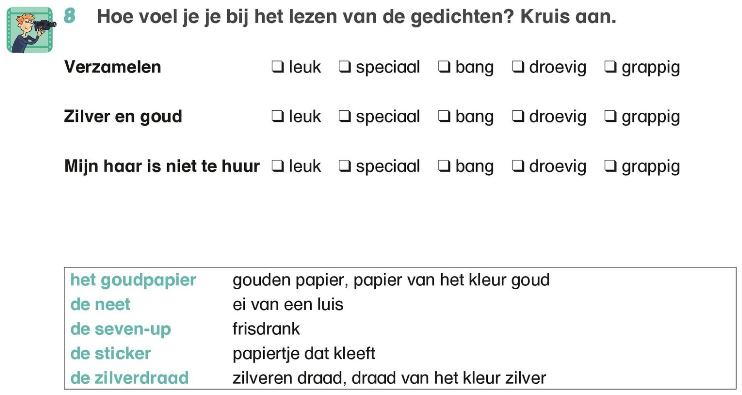 8 Hoe voel je je bij het lezen van de gedichten? Kruis aan.
Verzamelen ❏ leuk ❏ speciaal ❏ bang ❏ droevig ❏ grappig
Zilver en goud ❏ leuk ❏ speciaal ❏ bang ❏ droevig ❏ grappig
Mijn haar is niet te huur ❏ leuk ❏ speciaal ❏ bang ❏ droevig ❏ grappig
het goudpapier gouden papier, papier van het kleur goud
de neet ei van een luis
de seven-up frisdrank
de sticker papiertje dat kleeft
de zilverdraad zilveren draad, draad van het kleur zilver